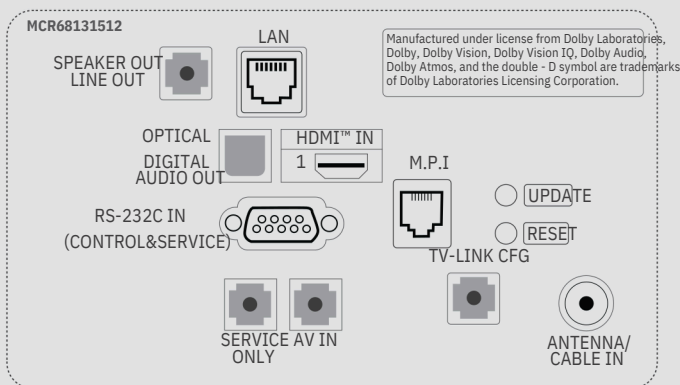 MCR68131512
LAN
SPEAKER OUT
LINE OUT
Manufactured under license from Dolby Laboratories,
Dolby, Dolby Vision, Dolby Vision IQ, Dolby Audio,
Dolby Atmos, and the double - D symbol are trademarks
of Dolby Laboratories Licensing Corporation.
OPTICAL
DIGITAL
AUDIO OUT
HDMI™ IN
1
M.P.I
UPDATE
RESET
RS-232C IN
(CONTROL&SERVICE)
TV-LINK CFG
SERVICE
ONLY
AV IN
ANTENNA/
CABLE IN